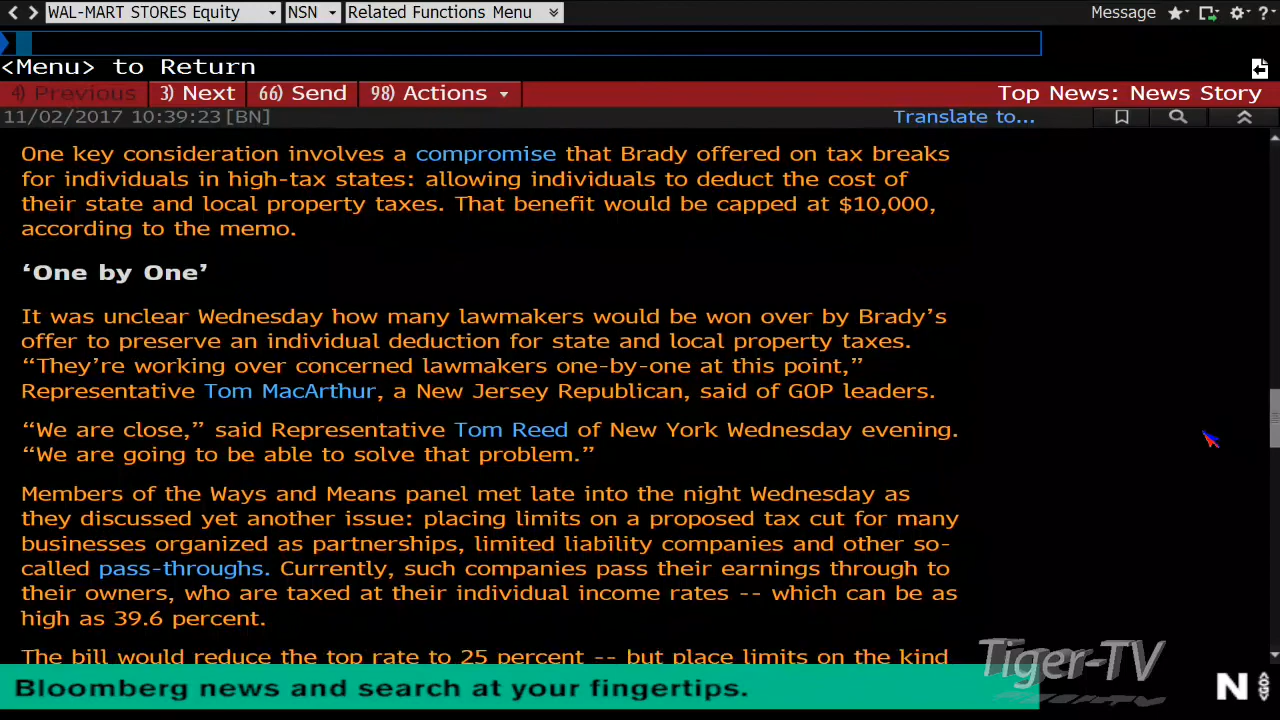 WAL-MART STORES Equity NSN Related Functions Menu Message ?
<Menu> to Return
4) Previous 3) Next 66) Send 98) Actions Top News: News Story
11/02/2017 10:39:23 [BN] Translate to...
One key consideration involves a compromise that Brady offered on tax breaks
for individuals in high-tax states: allowing individuals to deduct the cost of
their state and local property taxes. That benefit would be capped at $10,000,
according to the memo.
‘One by One’
It was unclear Wednesday how many lawmakers would be won over by Brady’s
offer to preserve an individual deduction for state and local property taxes.
“They’re working over concerned lawmakers one-by-one at this point,”
Representative Tom MacArthur, a New Jersey Republican, said of GOP leaders.
“We are close,” said Representative Tom Reed of New York Wednesday evening.
“We are going to be able to solve that problem.”
Members of the Ways and Means panel met late into the night Wednesday as
they discussed yet another issue: placing limits on a proposed tax cut for many
businesses organized as partnerships, limited liability companies and other so-
called pass-throughs. Currently, such companies pass their earnings through to
their owners, who are taxed at their individual income rates -- which can be as
high as 39.6 percent.
The bill would reduce the top rate to 25 percent -- but place limits on the kind
Tiger-TV
Bloomberg news and search at your fingertips.
N